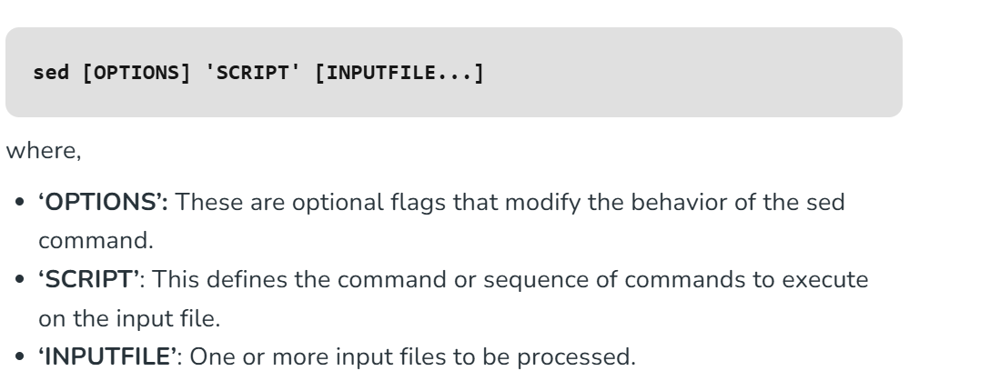 sed [OPTIONS] 'SCRIPT' [INPUTFILE...]
where,
• ‘OPTIONS’: These are optional flags that modify the behavior of the sed
command.
• ‘SCRIPT’: This defines the command or sequence of commands to execute
on the input file.
• ‘INPUTFILE’: One or more input files to be processed.